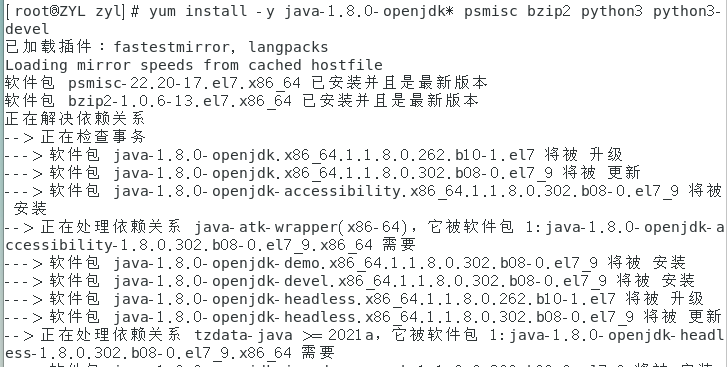 [root@ZYL zyl]# yum install -y java-1.8.0-openjdk* psmisc bzip2 python3 python3-
devel
已加载插件：fastestmirror, langpacks
Loading mirror speeds from cached hostfile
软件包 psmisc-22.20-17.el7.x86_64 已安装并且是最新版本
软件包 bzip2-1.0.6-13.el7.x86_64 已安装并且是最新版本
正在解决依赖关系
--> 正在检查事务
---> 软件包 java-1.8.0-openjdk.x86_64.1.1.8.0.262.b10-1.el7 将被 升级
---> 软件包 java-1.8.0-openjdk.x86_64.1.1.8.0.302.b08-0.el7_9 将被 更新
---> 软件包 java-1.8.0-openjdk-accessibility.x86_64.1.1.8.0.302.b08-0.el7_9 将被
安装
--> 正在处理依赖关系 java-atk-wrapper(x86-64)，它被软件包 1:java-1.8.0-openjdk-a
ccessibility-1.8.0.302.b08-0.el7_9.x86_64 需要
---> 软件包 java-1.8.0-openjdk-demo.x86_64.1.1.8.0.302.b08-0.el7_9 将被 安装
---> 软件包 java-1.8.0-openjdk-devel.x86_64.1.1.8.0.302.b08-0.el7_9 将被 安装
---> 软件包 java-1.8.0-openjdk-headless.x86_64.1.1.8.0.262.b10-1.el7 将被 升级
---> 软件包 java-1.8.0-openjdk-headless.x86_64.1.1.8.0.302.b08-0.el7_9 将被 更新
--> 正在处理依赖关系 tzdata-java >= 2021a，它被软件包 1:java-1.8.0-openjdk-headl
ess-1.8.0.302.b08-0.el7_9.x86_64 需要